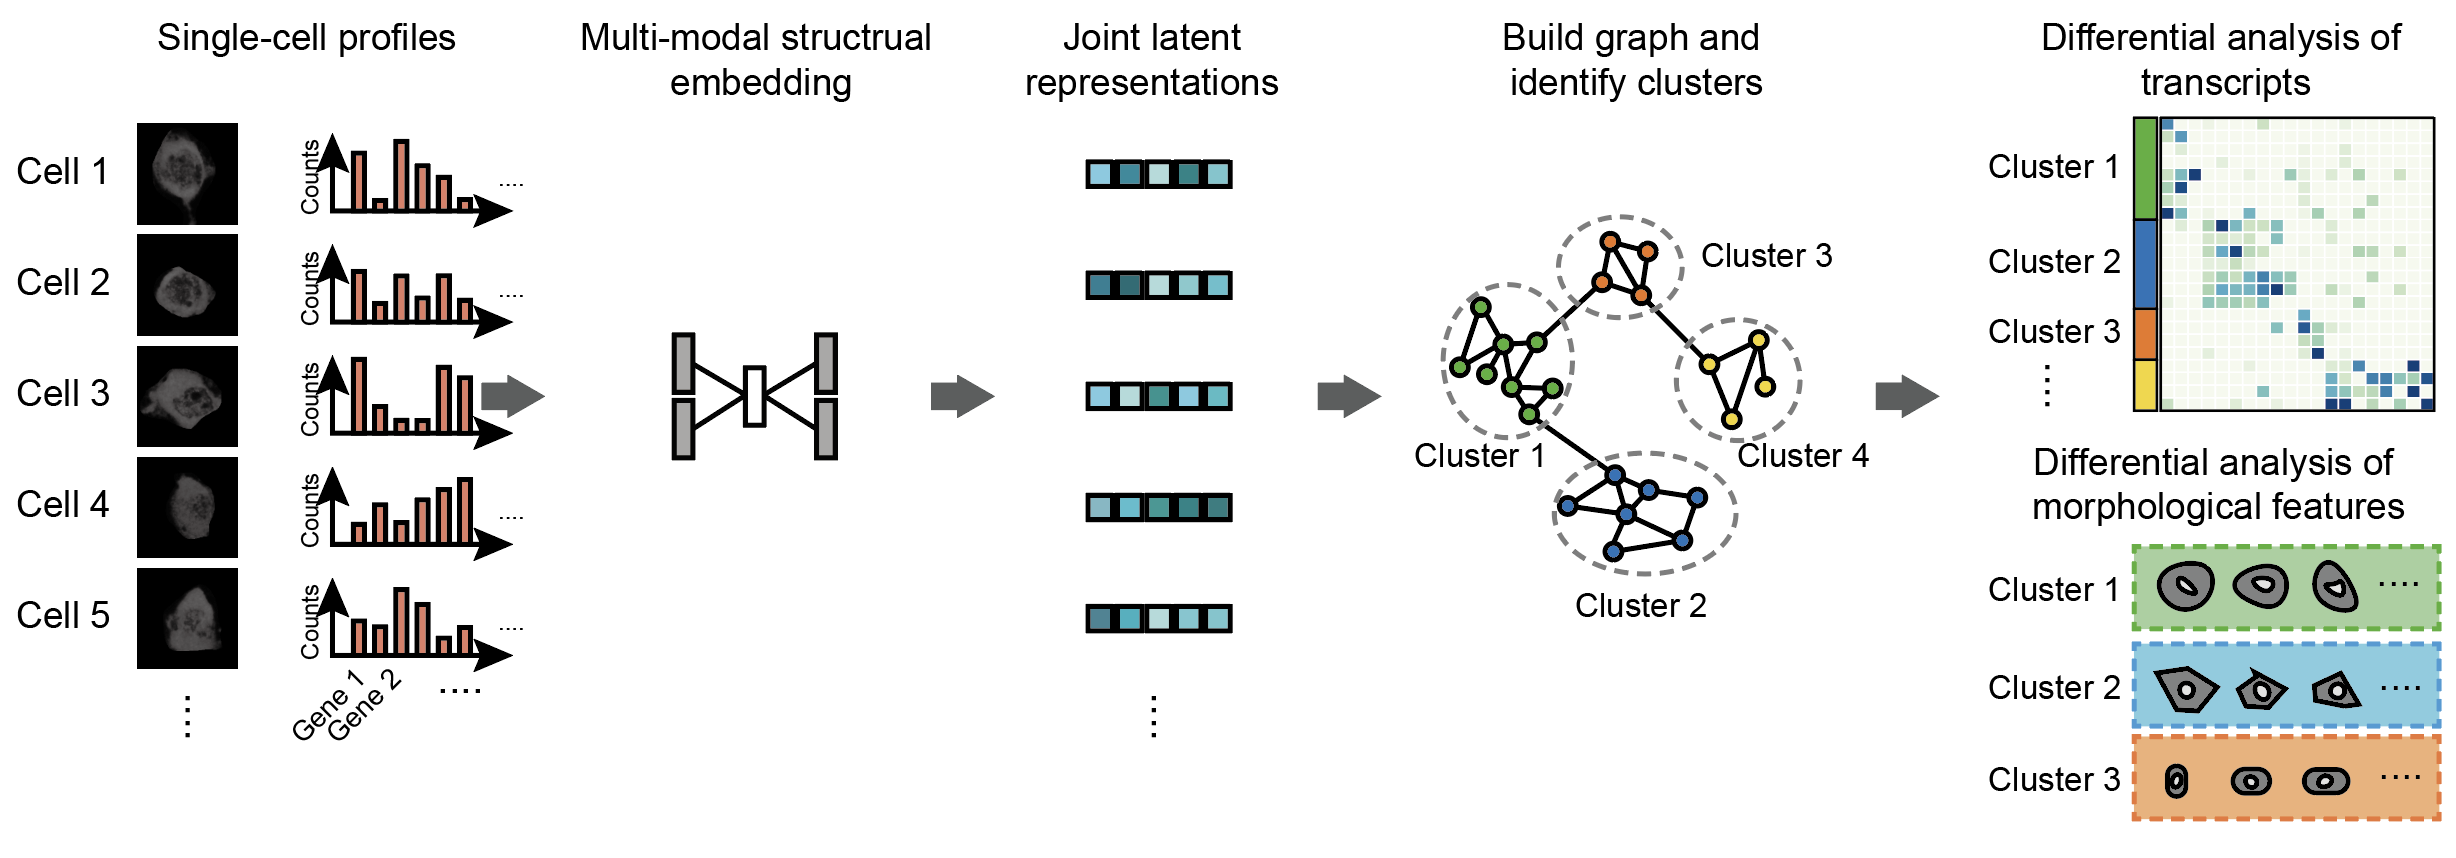 Single-cell profiles
Multi-modal structrual
embedding
Joint latent
representations
Build graph and
identify clusters
Differential analysis of
transcripts
Cell 1
Counts
....
Cell 2
Counts
....
Cell 3
Counts
Cell 4
Counts
....
Cell 5
Counts
....
Gene 1
Gene 2
....
....
....
Cluster 3
Cluster 1
Cluster 4
Cluster 2
Cluster 1
Cluster 2
Cluster 3
....
Differential analysis of
morphological features
Cluster 1
....
Cluster 2
....
Cluster 3
....